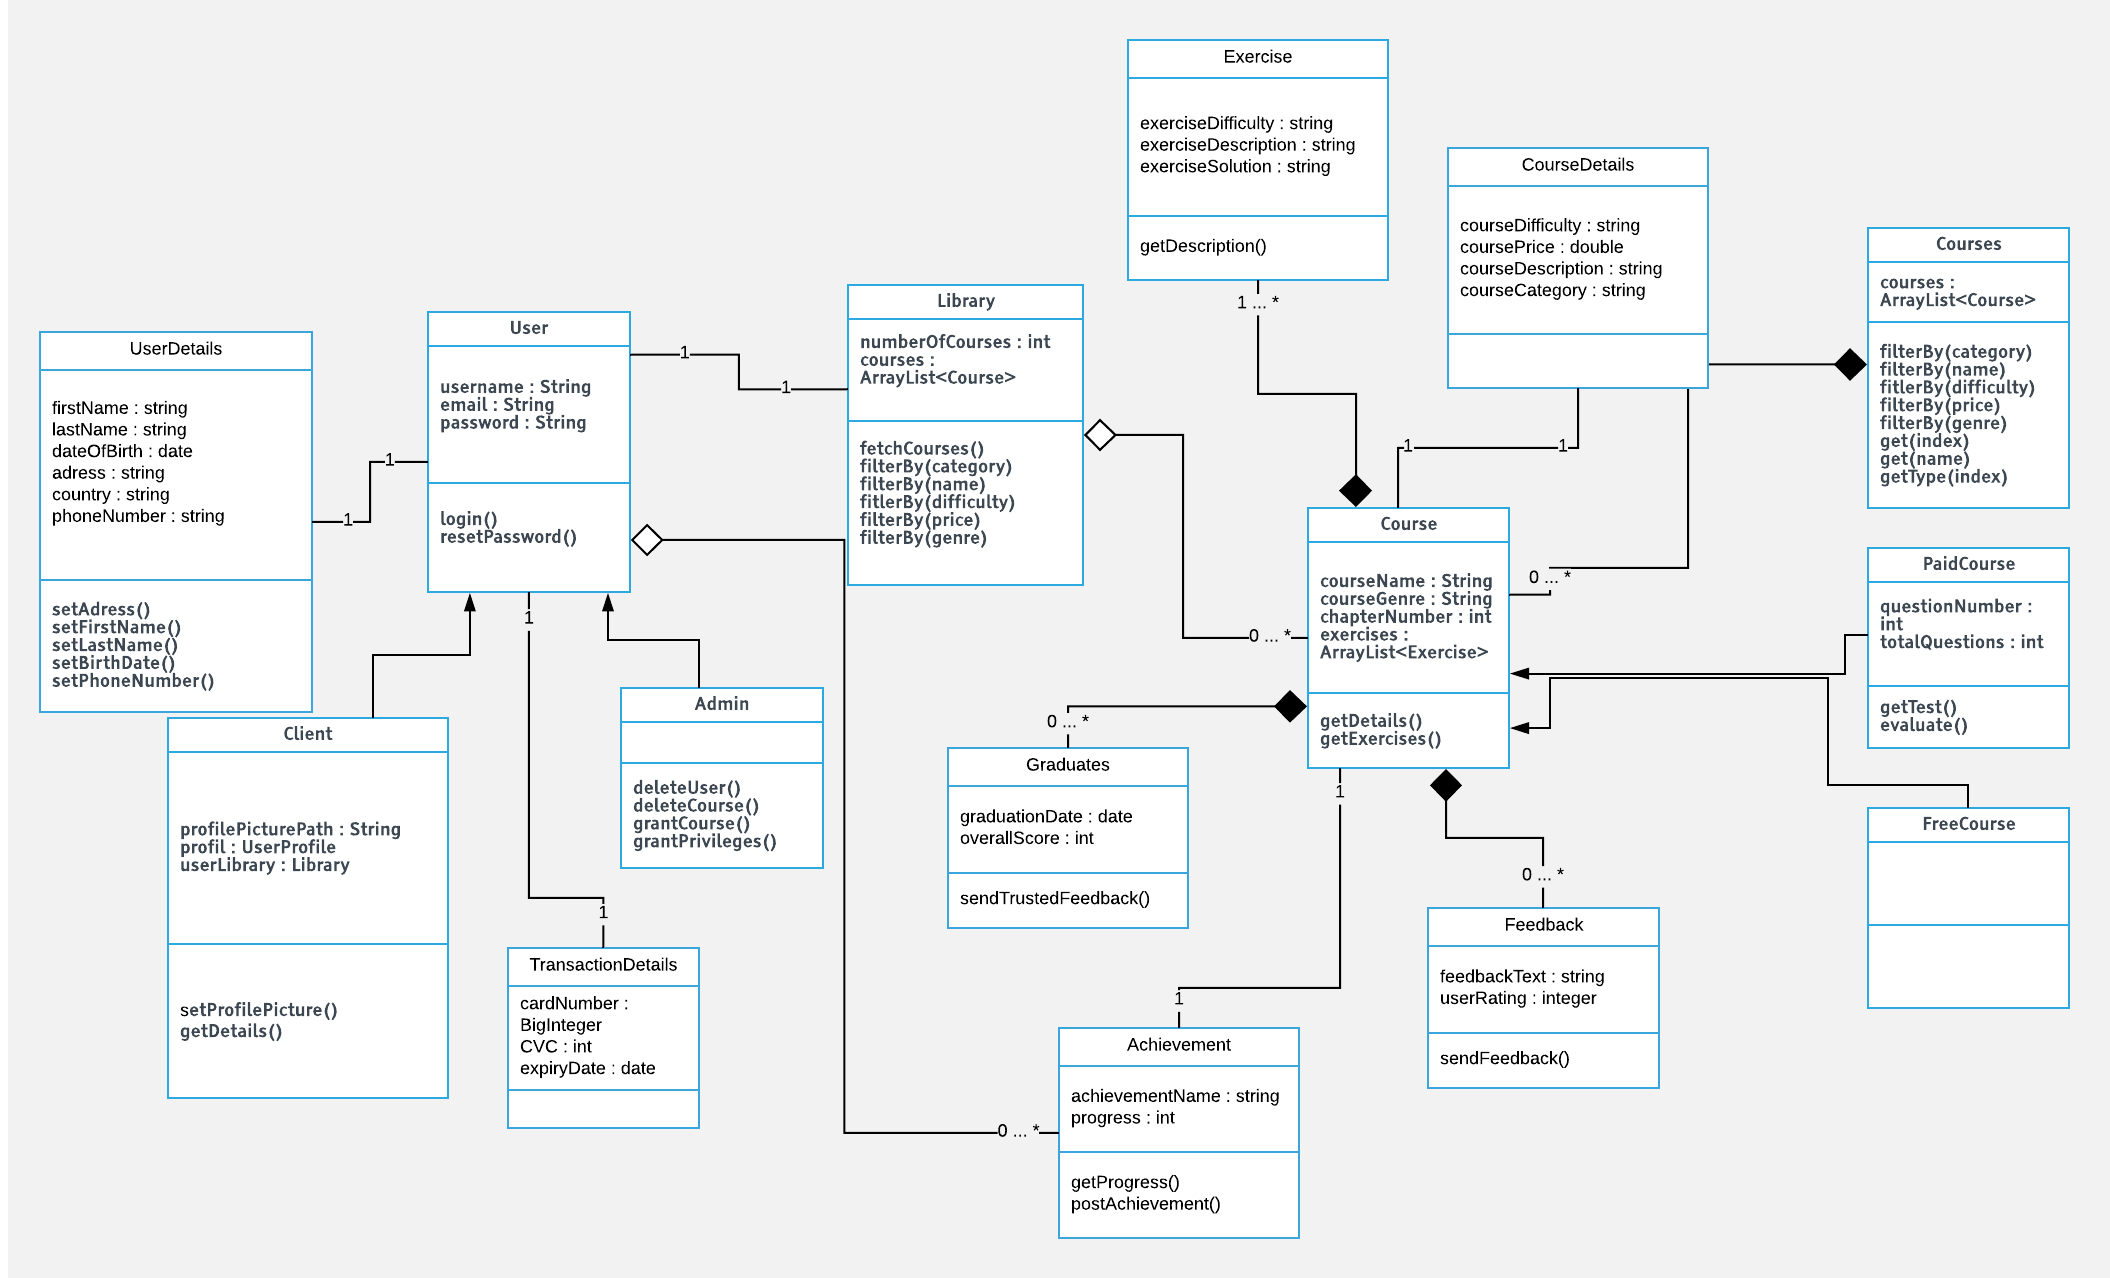 Exercise
exerciseDifficulty : string
exerciseDescription : string
exerciseSolution : string
getDescription()
1 ... *
CourseDetails
courseDifficulty : string
coursePrice : double
courseDescription : string
courseCategory : string
1
1
Courses
courses :
ArrayList<Course>
filterBy(category)
filterBy(name)
fitlerBy(difficulty)
filterBy(price)
filterBy(genre)
get(index)
get(name)
getType(index)
UserDetails
firstName : string
lastName : string
dateOfBirth : date
adress : string
country : string
phoneNumber : string
setAdress()
setFirstName()
setLastName()
setBirthDate()
setPhoneNumber()
1
1
User
username : String
email : String
password : String
login()
resetPassword()
1
1
Library
numberOfCourses : int
courses :
ArrayList<Course>
fetchCourses()
filterBy(category)
filterBy(name)
fitlerBy(difficulty)
filterBy(price)
filterBy(genre)
0 ... *
Course
courseName : String
courseGenre : String
chapterNumber : int
exercises :
ArrayList<Exercise>
getDetails()
getExercises()
0 ... *
PaidCourse
questionNumber :
int
totalQuestions : int
getTest()
evaluate()
FreeCourse
Client
profilePicturePath : String
profil : UserProfile
userLibrary : Library
setProfilePicture()
getDetails()
1
1
Admin
deleteUser()
deleteCourse()
grantCourse()
grantPrivileges()
TransactionDetails
cardNumber :
BigInteger
CVC : int
expiryDate : date
0 ... *
Graduates
graduationDate : date
overallScore : int
sendTrustedFeedback()
1
1
0 ... *
Achievement
achievementName : string
progress : int
getProgress()
postAchievement()
0 ... *
Feedback
feedbackText : string
userRating : integer
sendFeedback()